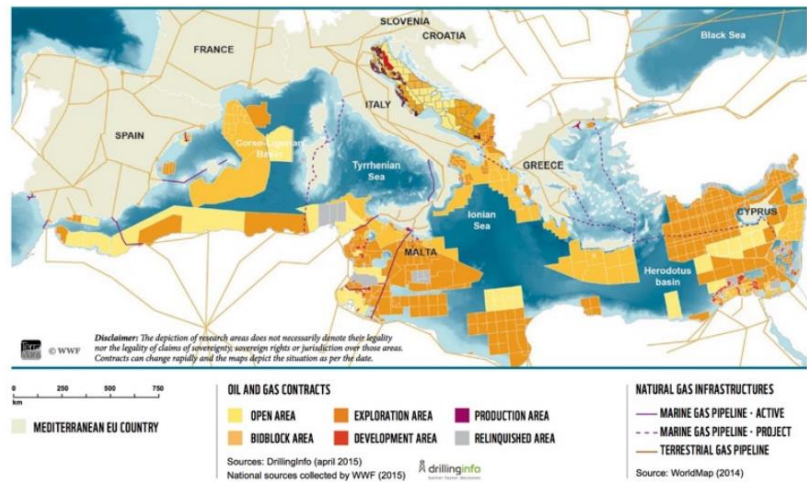 SLOVENIA
CROATIA
FRANCE
Black Sea
ITALY
SPAIN
Corso-Ligurian
Basin
Tyrrhenian
Sea
GREECE
Ionian
Sea
CYPRUS
MALTA
Herodotus
basin
© WWF
Disclaimer: The depiction of research areas does not necessarily denote their legality
nor the legality of claims of sovereignty, sovereign rights or jurisdiction over those areas.
Contracts can change rapidly and the maps depict the situation as per the date.
0 250 500 750
km
MEDITERRANEAN EU COUNTRY
OIL AND GAS CONTRACTS
OPEN AREA
EXPLORATION AREA
PRODUCTION AREA
BIDBLOCK AREA
DEVELOPMENT AREA
RELINQUISHED AREA
Sources: DrillingInfo (april 2015)
National sources collected by WWF (2015)
drillinginfo
NATURAL GAS INFRASTRUCTURES
MARINE GAS PIPELINE - ACTIVE
MARINE GAS PIPELINE - PROJECT
TERRESTRIAL GAS PIPELINE
Source: WorldMap (2014)